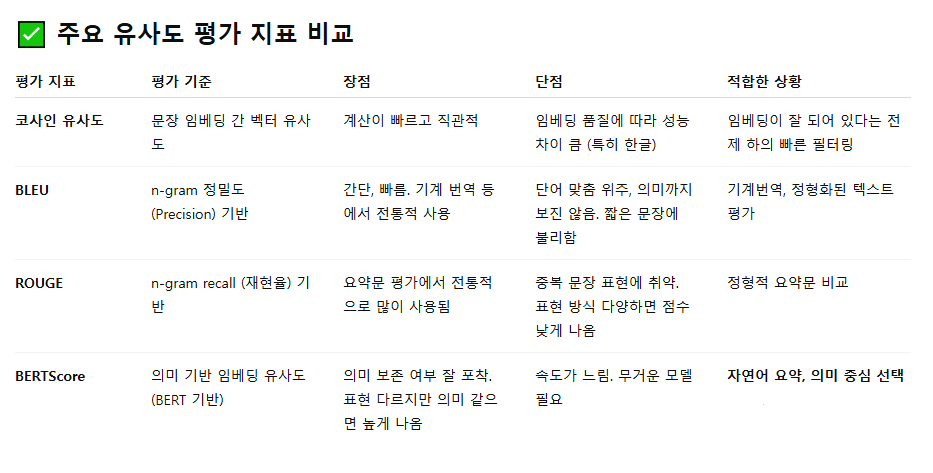 ✅ 주요 유사도 평가 지표 비교
평가 지표 평가 기준 장점 단점 적합한 상황
코사인 유사도 문장 임베딩 간 벡터 유사 계산이 빠르고 직관적 임베딩 품질에 따라 성능 임베딩이 잘 되어 있다는 전
도 차이 큼 (특히 한글) 제 하의 빠른 필터링
BLEU n-gram 정밀도 간단, 빠름. 기계 번역 등 단어 맞춤 위주, 의미까지 기계번역, 정형화된 텍스트
(Precision) 기반 에서 전통적 사용 보진 않음. 짧은 문장에 평가
불리함
ROUGE n-gram recall (재현율) 기 요약문 평가에서 전통적 중복 문장 표현에 취약. 정형적 요약문 비교
반 으로 많이 사용됨 표현 방식 다양하면 점수
낮게 나옴
BERTScore 의미 기반 임베딩 유사도 의미 보존 여부 잘 포착. 속도가 느림. 무거운 모델 자연어 요약, 의미 중심 선택
(BERT 기반) 표현 다르지만 의미 같으 필요
면 높게 나옴